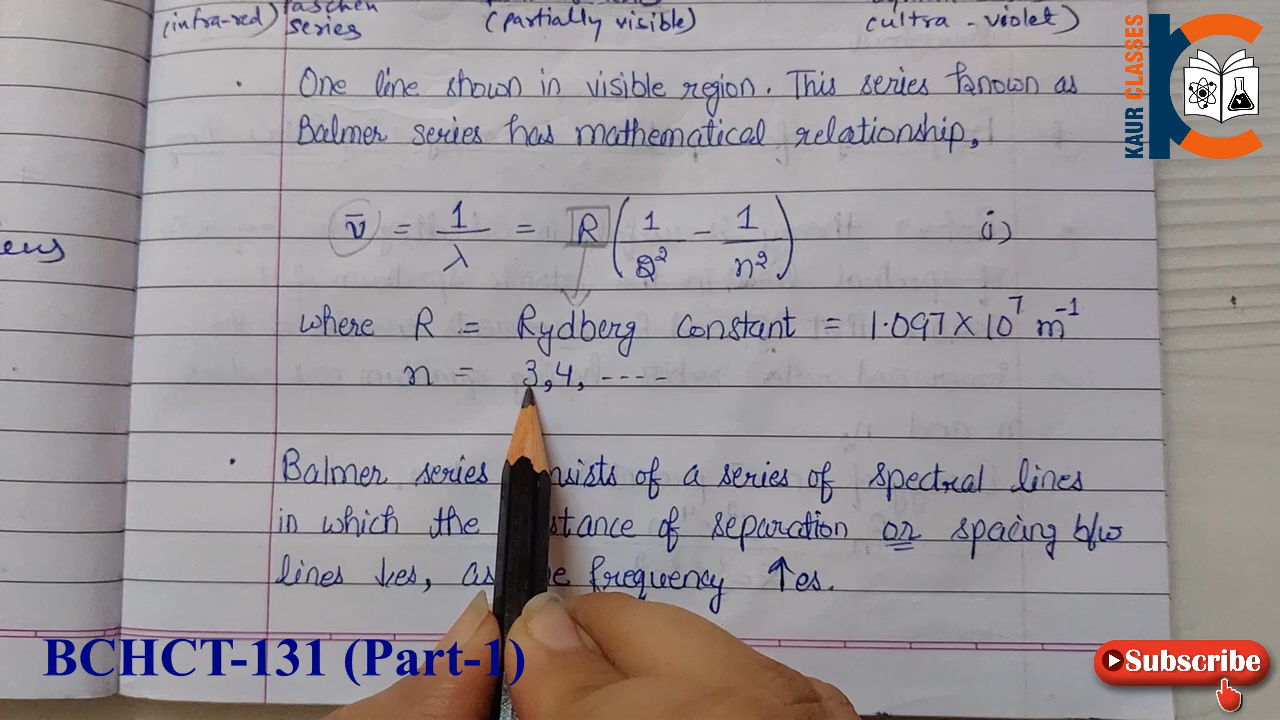 (infra-red) Paschen series (partially visible) (ultra-violet)
KAUR CLASSES
· One line shown in visible region. This series known as
Balmer series has mathematical relationship,
ν̅ = 1/λ = R(1/2² − 1/n²) i)
where R = Rydberg constant = 1.097 × 10⁷ m⁻¹
n = 3, 4, ----
· Balmer series of a series of spectral lines
in which the of separation or spacing b/w
lines ↓es, as frequency ↑es.
BCHCT-131 (Part-1)
Subscribe